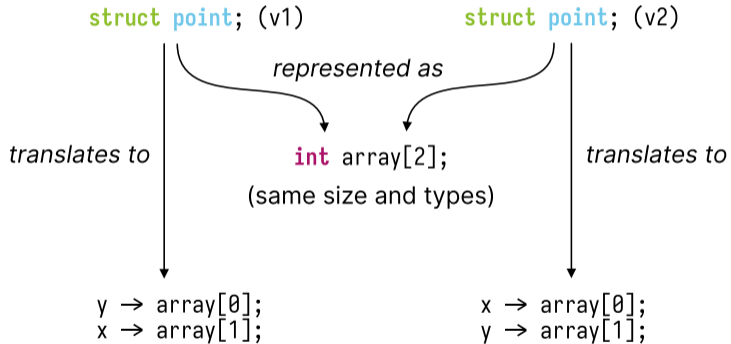 struct point; (v1)
struct point; (v2)
represented as
translates to
int array[2];
translates to
(same size and types)
y → array[0];
x → array[1];
x → array[0];
y → array[1];